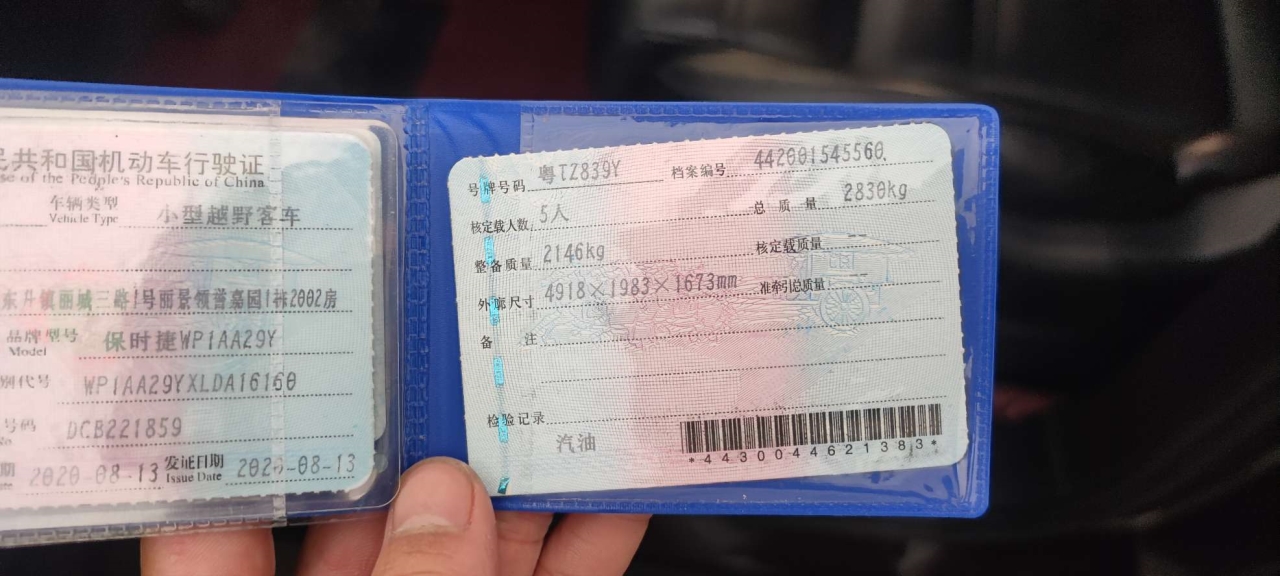 民共和国机动车行驶证
se of the People's Republic of China
车辆类型 小型越野客车
Vehicle Type
东升镇丽城三路1号丽景领誉嘉园1栋2002房
品牌型号 保时捷WP1AA29Y
Model
别代号 WP1AA29YXLDA16160
号码 DCB221859
No
期 2020-08-13 发证日期 2020-08-13
Issue Date
号牌号码 粤TZ839Y 档案编号 442001545560
核定载人数 5人 总质量 2830kg
整备质量 2146kg 核定载质量 --
外廓尺寸 4918×1983×1673mm 准牵引总质量 --
备注
检验记录
汽油
*4430044621383*